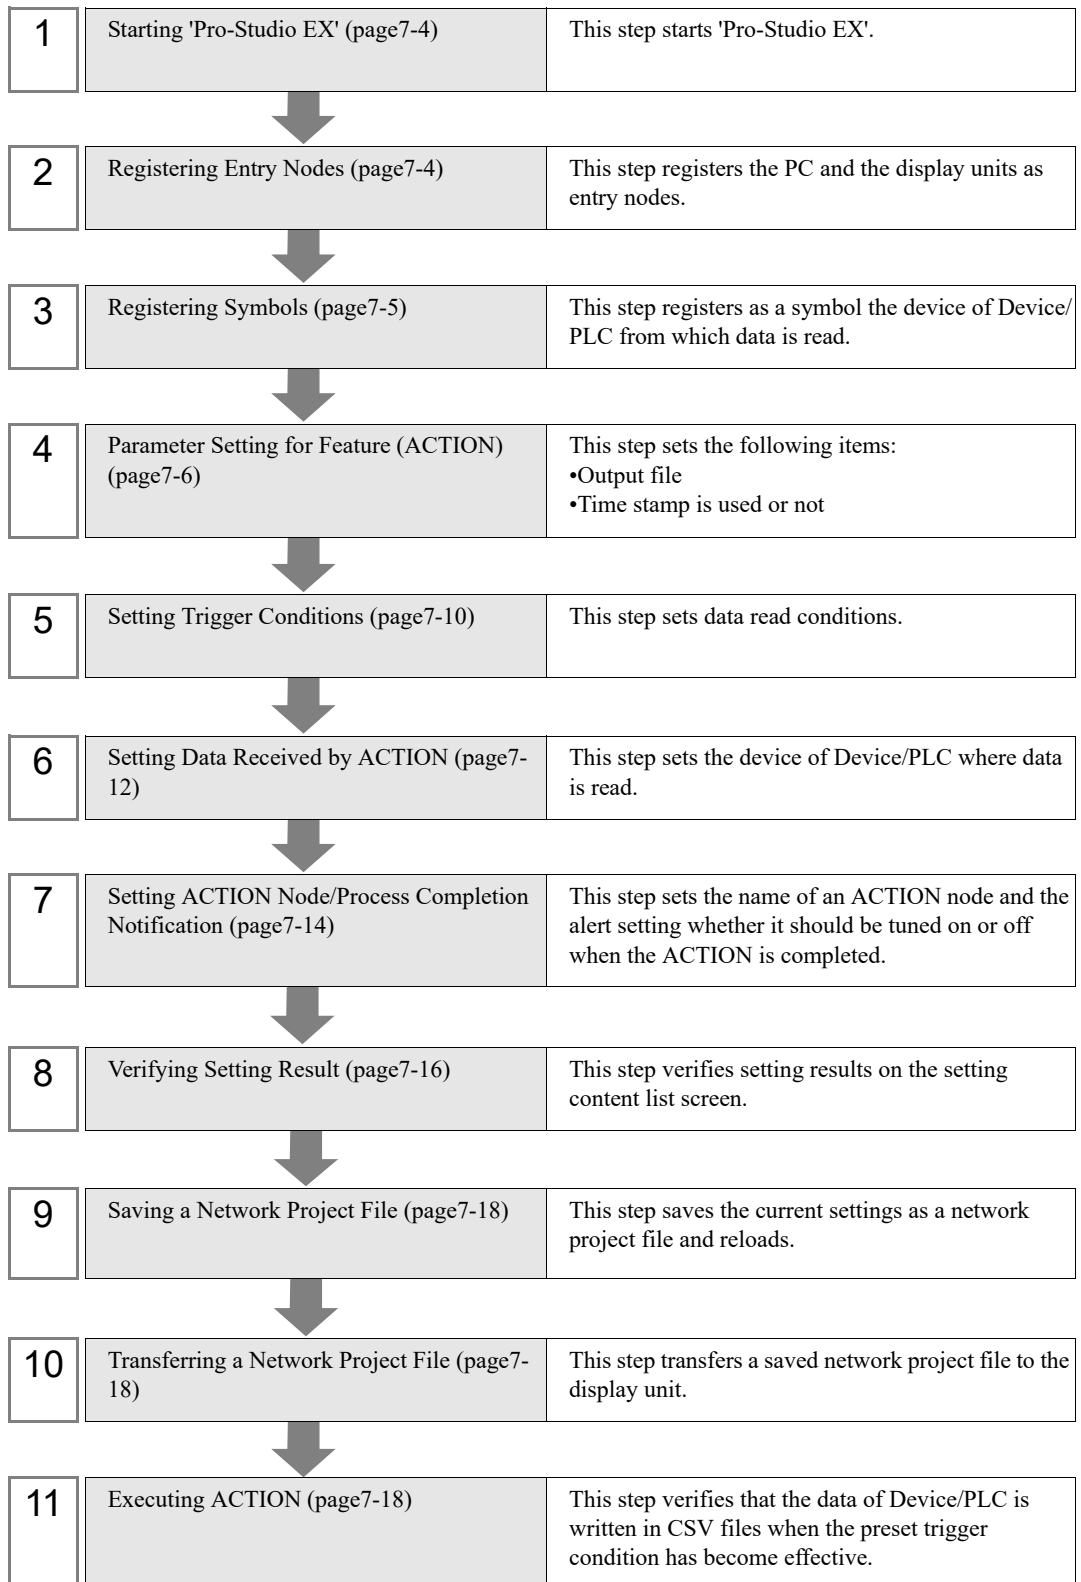 1
Starting 'Pro-Studio EX' (page7-4)
This step starts 'Pro-Studio EX'.
2
Registering Entry Nodes (page7-4)
This step registers the PC and the display units as
entry nodes.
3
Registering Symbols (page7-5)
This step registers as a symbol the device of Device/
PLC from which data is read.
4
Parameter Setting for Feature (ACTION)
(page7-6)
This step sets the following items:
•Output file
•Time stamp is used or not
5
Setting Trigger Conditions (page7-10)
This step sets data read conditions.
6
Setting Data Received by ACTION (page7-
12)
This step sets the device of Device/PLC where data
is read.
7
Setting ACTION Node/Process Completion
Notification (page7-14)
This step sets the name of an ACTION node and the
alert setting whether it should be tuned on or off
when the ACTION is completed.
8
Verifying Setting Result (page7-16)
This step verifies setting results on the setting
content list screen.
9
Saving a Network Project File (page7-18)
This step saves the current settings as a network
project file and reloads.
10
Transferring a Network Project File (page7-
18)
This step transfers a saved network project file to the
display unit.
11
Executing ACTION (page7-18)
This step verifies that the data of Device/PLC is
written in CSV files when the preset trigger
condition has become effective.